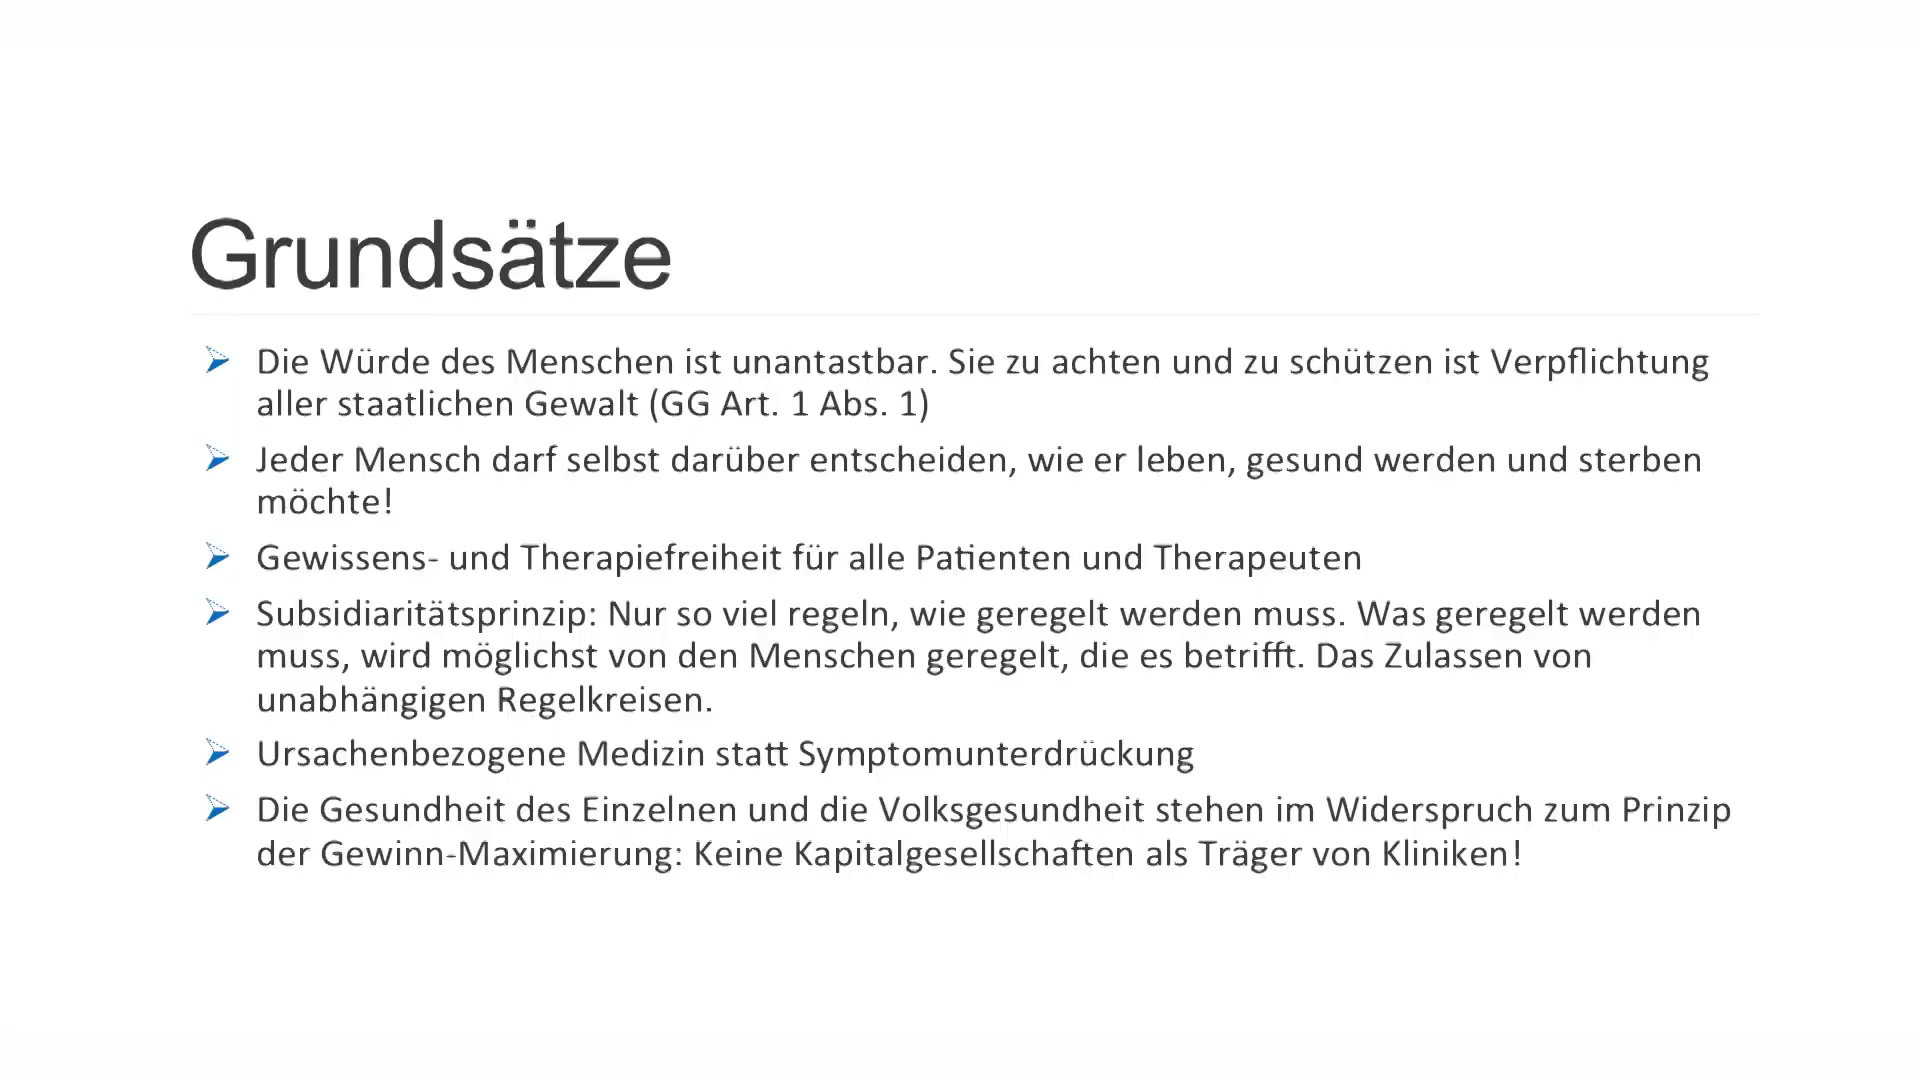 Grundsätze
Die Würde des Menschen ist unantastbar. Sie zu achten und zu schützen ist Verpflichtung
aller staatlichen Gewalt (GG Art. 1 Abs. 1)
Jeder Mensch darf selbst darüber entscheiden, wie er leben, gesund werden und sterben
möchte!
Gewissens- und Therapiefreiheit für alle Patienten und Therapeuten
Subsidiaritätsprinzip: Nur so viel regeln, wie geregelt werden muss. Was geregelt werden
muss, wird möglichst von den Menschen geregelt, die es betrifft. Das Zulassen von
unabhängigen Regelkreisen.
Ursachenbezogene Medizin statt Symptomunterdrückung
Die Gesundheit des Einzelnen und die Volksgesundheit stehen im Widerspruch zum Prinzip
der Gewinn-Maximierung: Keine Kapitalgesellschaften als Träger von Kliniken!